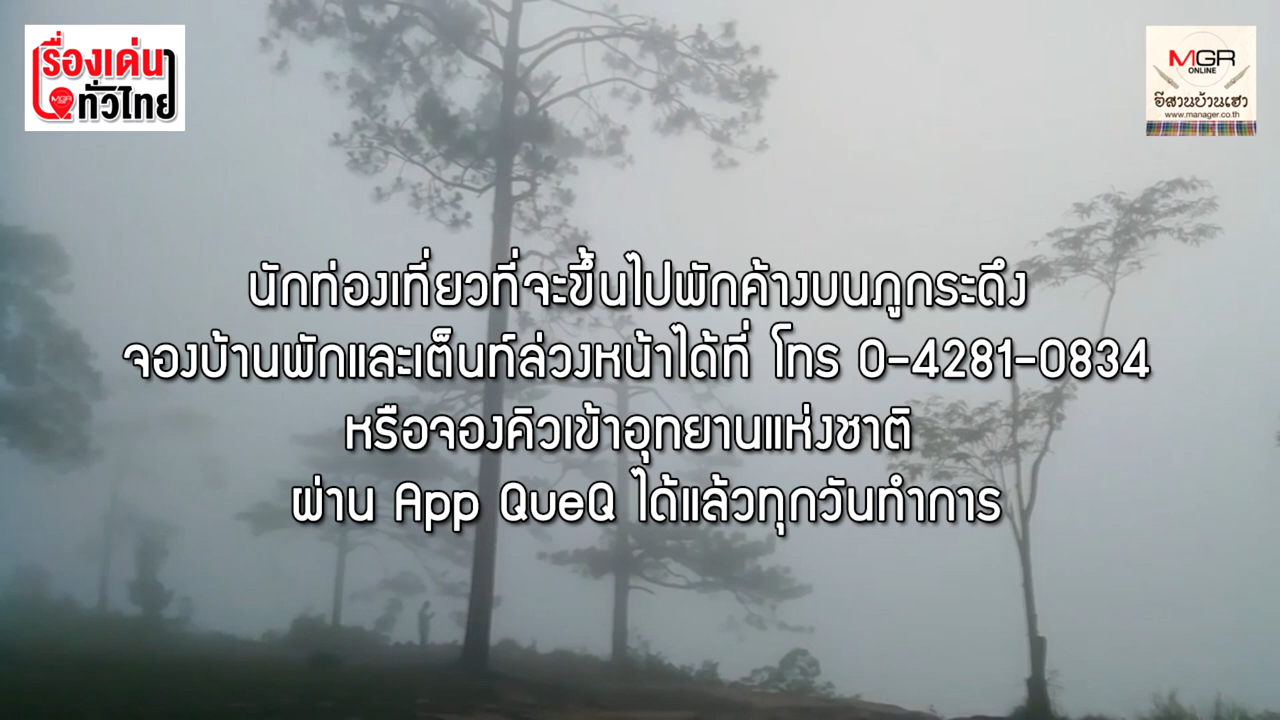 เรื่องเด่น
MGR
ทั่วไทย
MGR
ONLINE
อีสานบ้านเฮา
www.manager.co.th
นักท่องเที่ยวที่จะขึ้นไปพักค้างบนภูกระดึง
จองบ้านพักและเต็นท์ล่วงหน้าได้ที่ โทร 0-4281-0834
หรือจองคิวเข้าอุทยานแห่งชาติ
ผ่าน App QueQ ได้แล้วทุกวันทำการ